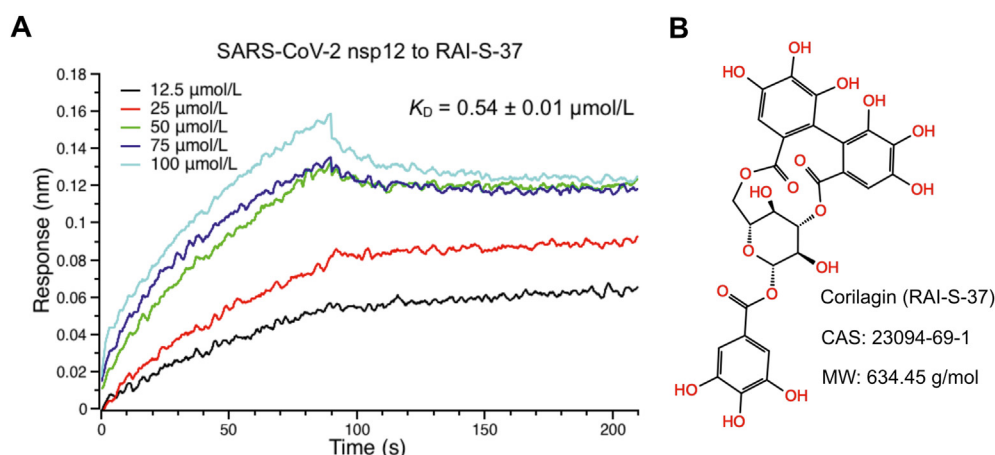 A
SARS-CoV-2 nsp12 to RAI-S-37
0.18
0.16
0.14
0.12
0.1
0.08
0.06
0.04
0.02
0
Response (nm)
12.5 µmol/L
25 µmol/L
50 µmol/L
75 µmol/L
100 µmol/L
K_D = 0.54 ± 0.01 µmol/L
0 50 100 150 200
Time (s)
B
OH
HO
OH
OH
OH
OH
O
O
O
HO
O
O
OH
O
O
HO
OH
OH
Corilagin (RAI-S-37)
CAS: 23094-69-1
MW: 634.45 g/mol